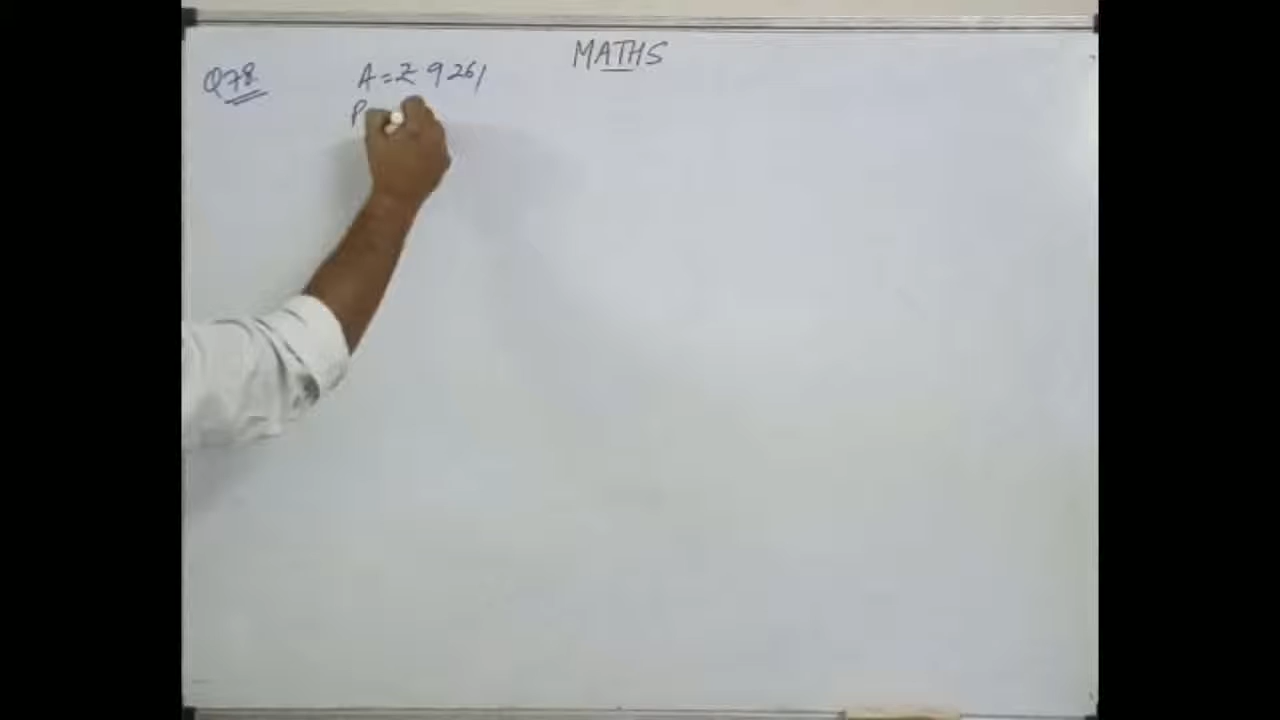 MATHS
Q78.
A = ₹ 9261
P